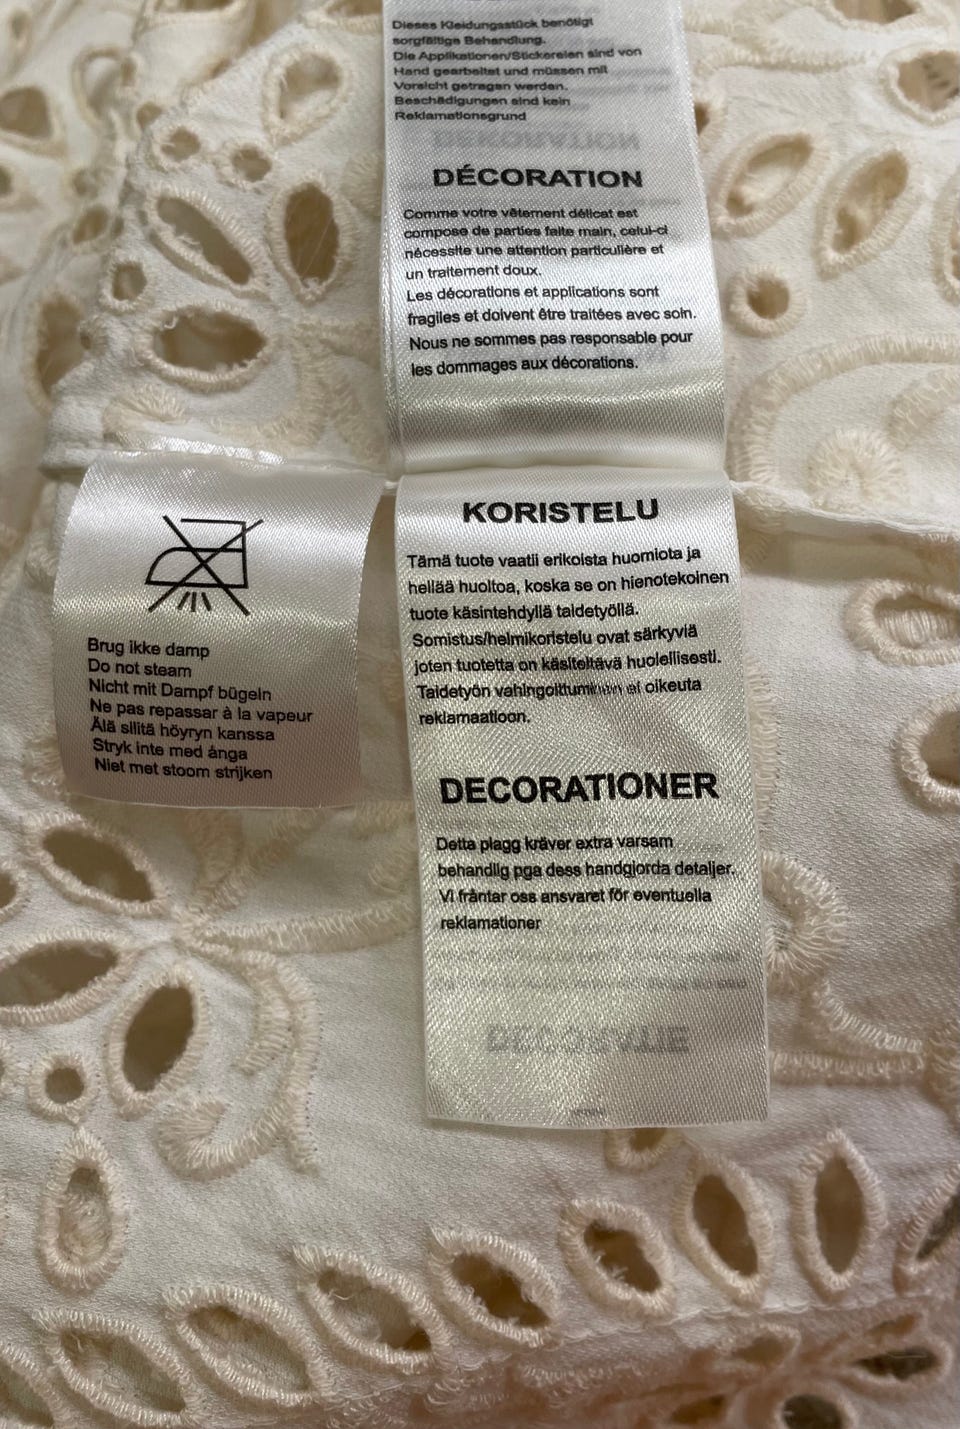 Dieses Kleidungsstück benötigt
sorgfältige Behandlung.
Die Applikationen/Stickereien sind von
Hand gearbeitet und müssen mit
Vorsicht getragen werden.
Beschädigungen sind kein
Reklamationsgrund
DÉCORATION
Comme votre vêtement délicat est
compose de parties faite main, celui-ci
nécessite une attention particulière et
un traitement doux.
Les décorations et applications sont
fragiles et doivent être traitées avec soin.
Nous ne sommes pas responsable pour
les dommages aux décorations.
Brug ikke damp
Do not steam
Nicht mit Dampf bügeln
Ne pas repassar à la vapeur
Älä silitä höyryn kanssa
Stryk inte med ånga
Niet met stoom strijken
KORISTELU
Tämä tuote vaatii erikoista huomiota ja
hellää huoltoa, koska se on hienotekoinen
tuote käsintehdyllä taidetyöllä.
Somistus/helmikoristelu ovat särkyviä
joten tuotetta on käsiteltävä huolellisesti.
Taidetyön vahingoittuminen ei oikeuta
reklamaatioon.
DECORATIONER
Detta plagg kräver extra varsam
behandlig pga dess handgjorda detaljer.
Vi fråntar oss ansvaret för eventuella
reklamationer